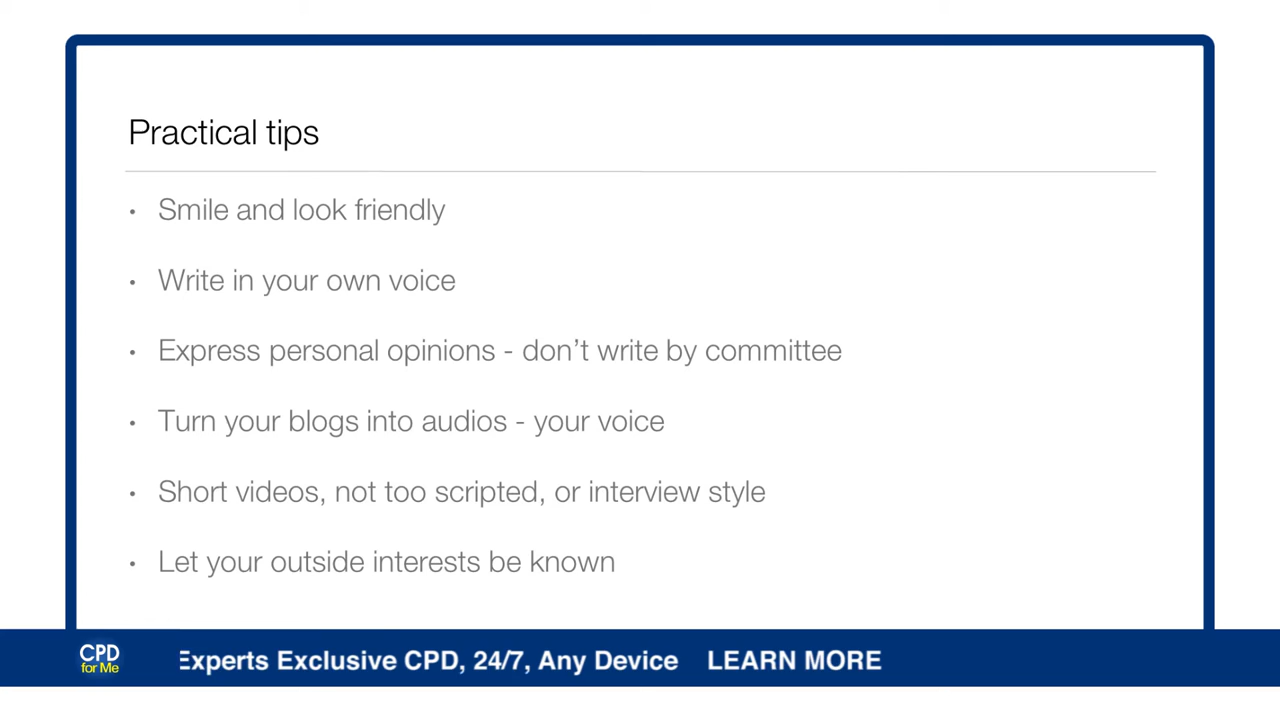 Practical tips
• Smile and look friendly
• Write in your own voice
• Express personal opinions - don’t write by committee
• Turn your blogs into audios - your voice
• Short videos, not too scripted, or interview style
• Let your outside interests be known
CPD
for Me
Experts Exclusive CPD, 24/7, Any Device LEARN MORE